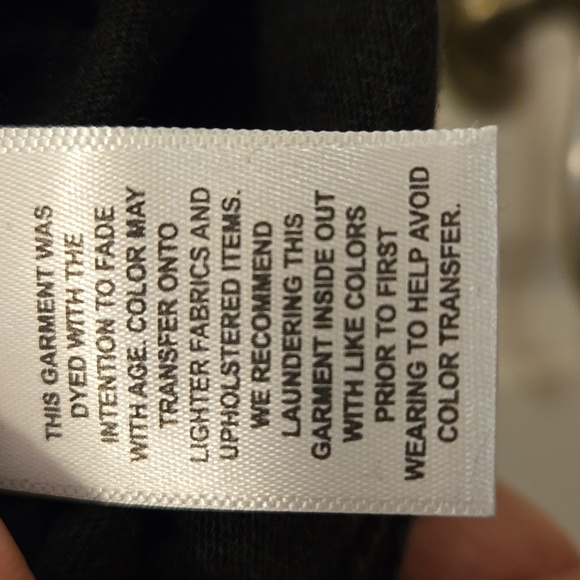 THIS GARMENT WAS
DYED WITH THE
INTENTION TO FADE
WITH AGE. COLOR MAY
TRANSFER ONTO
LIGHTER FABRICS AND
UPHOLSTERED ITEMS.
WE RECOMMEND
LAUNDERING THIS
GARMENT INSIDE OUT
WITH LIKE COLORS
PRIOR TO FIRST
WEARING TO HELP AVOID
COLOR TRANSFER.